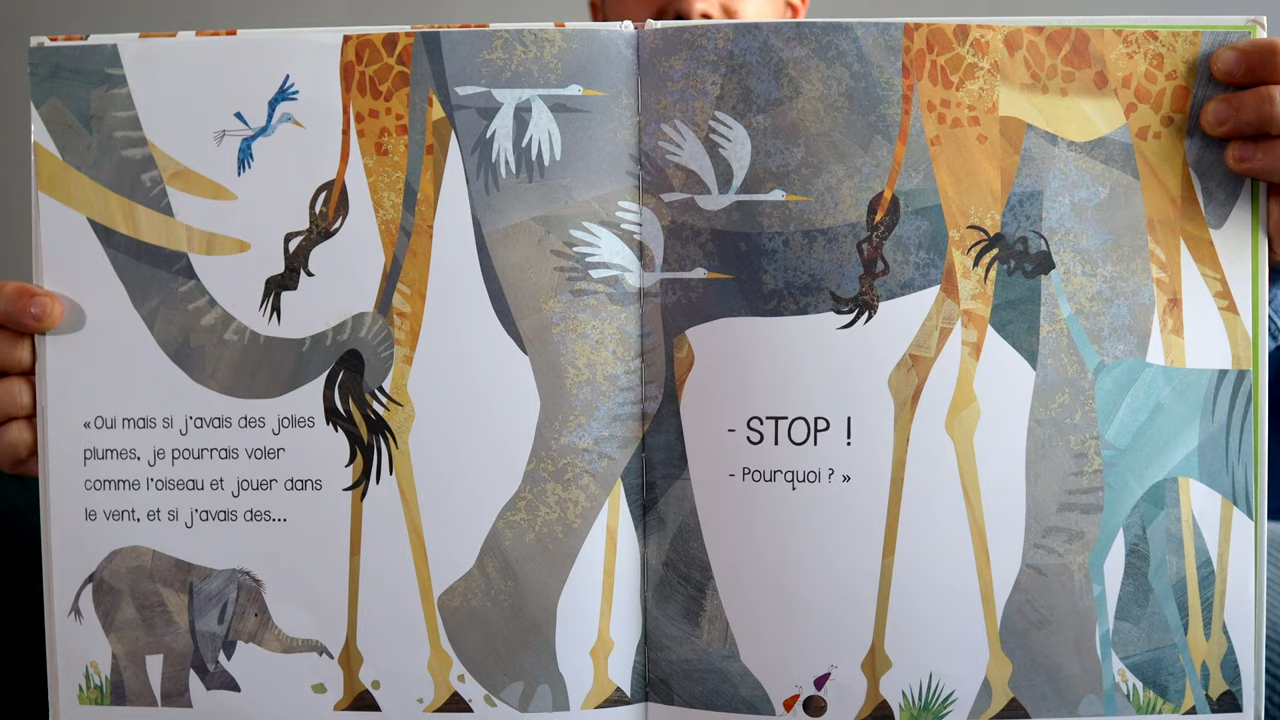 «Oui mais si j'avais des jolies
plumes, je pourrais voler
comme l'oiseau et jouer dans
le vent, et si j'avais des...
- STOP !
- Pourquoi ? »